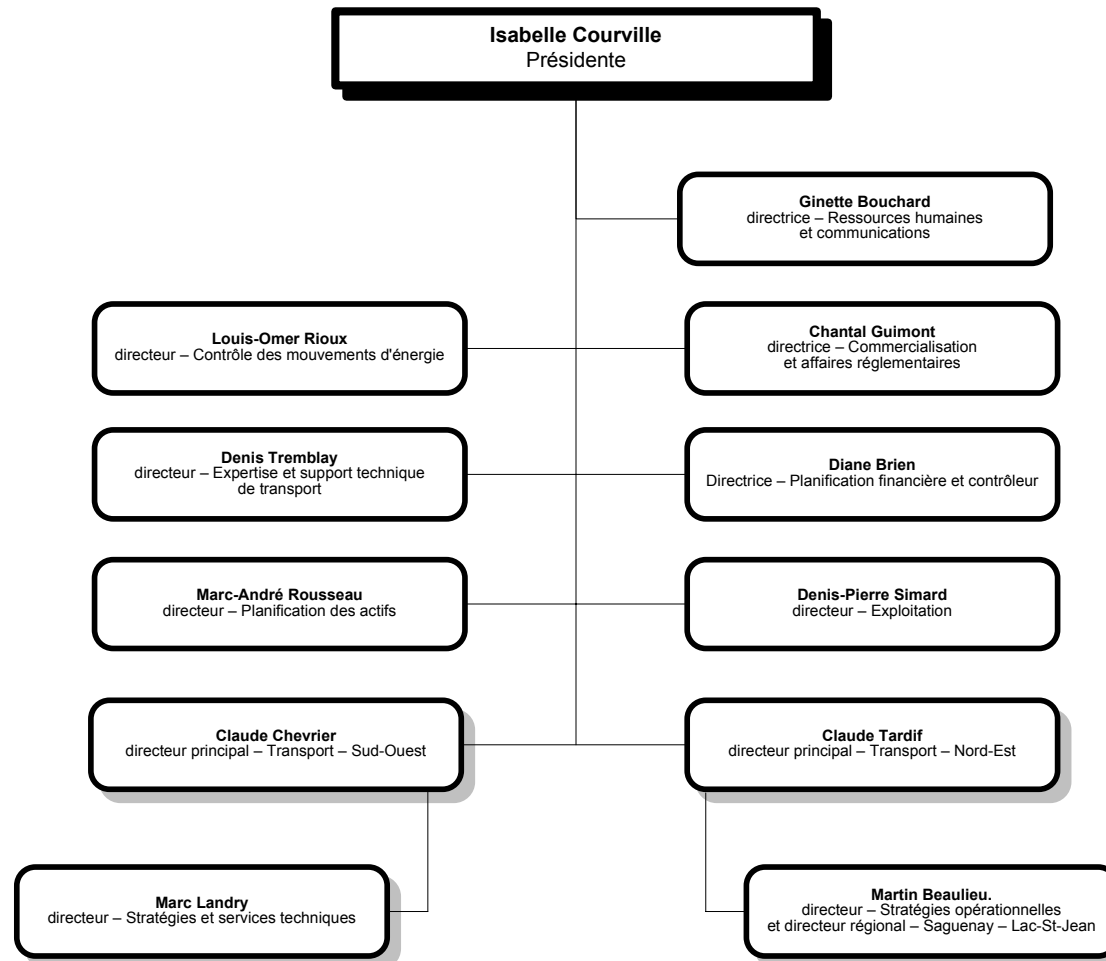 Isabelle Courville
Présidente
Ginette Bouchard
directrice – Ressources humaines
et communications
Louis-Omer Rioux
directeur – Contrôle des mouvements d'énergie
Chantal Guimont
directrice – Commercialisation
et affaires réglementaires
Denis Tremblay
directeur – Expertise et support technique
de transport
Diane Brien
Directrice – Planification financière et contrôleur
Marc-André Rousseau
directeur – Planification des actifs
Denis-Pierre Simard
directeur – Exploitation
Claude Chevrier
directeur principal – Transport – Sud-Ouest
Claude Tardif
directeur principal – Transport – Nord-Est
Marc Landry
directeur – Stratégies et services techniques
Martin Beaulieu.
directeur – Stratégies opérationnelles
et directeur régional – Saguenay – Lac-St-Jean